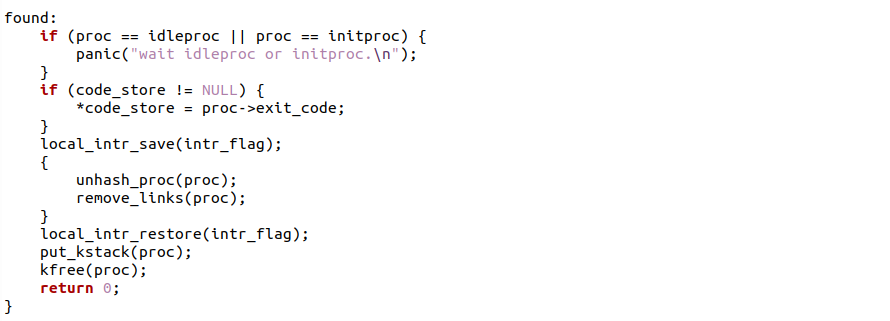 found:
    if (proc == idleproc || proc == initproc) {
        panic("wait idleproc or initproc.\n");
    }
    if (code_store != NULL) {
        *code_store = proc->exit_code;
    }
    local_intr_save(intr_flag);
    {
        unhash_proc(proc);
        remove_links(proc);
    }
    local_intr_restore(intr_flag);
    put_kstack(proc);
    kfree(proc);
    return 0;
}